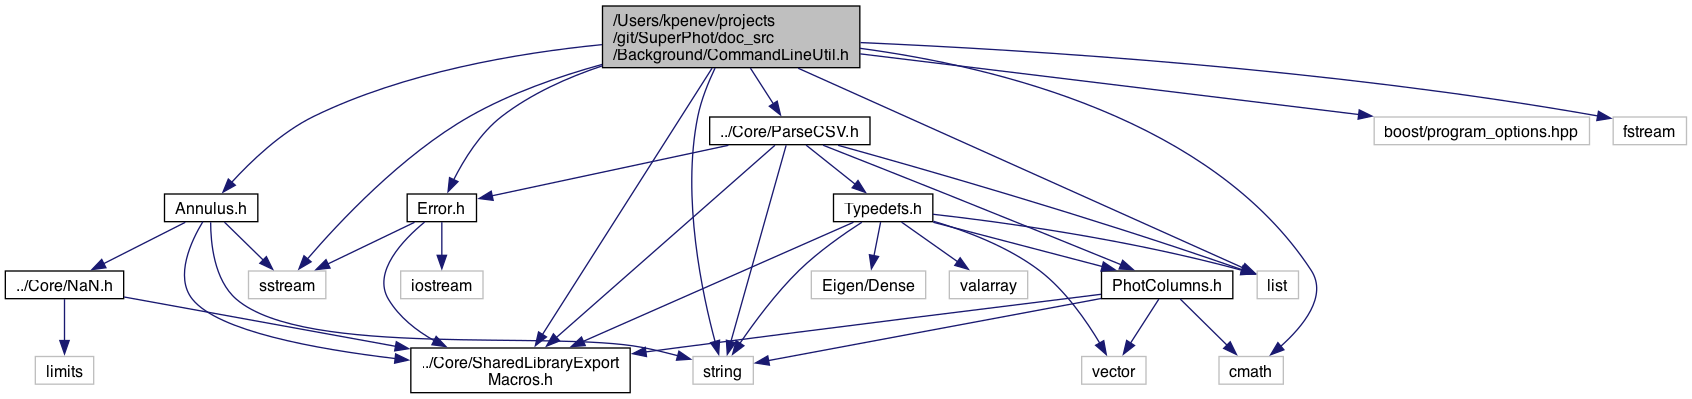 /Users/kpenev/projects
/git/SuperPhot/doc_src
/Background/CommandLineUtil.h
../Core/ParseCSV.h
boost/program_options.hpp
fstream
Annulus.h
Error.h
Typedefs.h
../Core/NaN.h
sstream
iostream
Eigen/Dense
valarray
PhotColumns.h
list
limits
../Core/SharedLibraryExport
Macros.h
string
vector
cmath